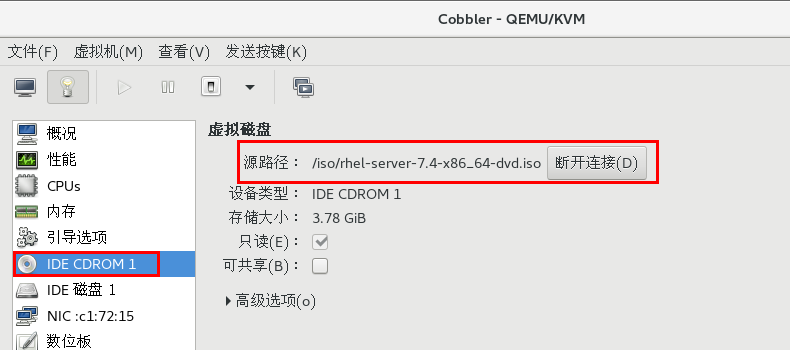 Cobbler - QEMU/KVM
文件(F) 虚拟机(M) 查看(V) 发送按键(K)
概况
性能
CPUs
内存
引导选项
IDE CDROM 1
IDE 磁盘 1
NIC :c1:72:15
数位板
虚拟磁盘
源路径： /iso/rhel-server-7.4-x86_64-dvd.iso 断开连接(D)
设备类型： IDE CDROM 1
存储大小： 3.78 GiB
只读(E)：
可共享(B)：
高级选项(o)